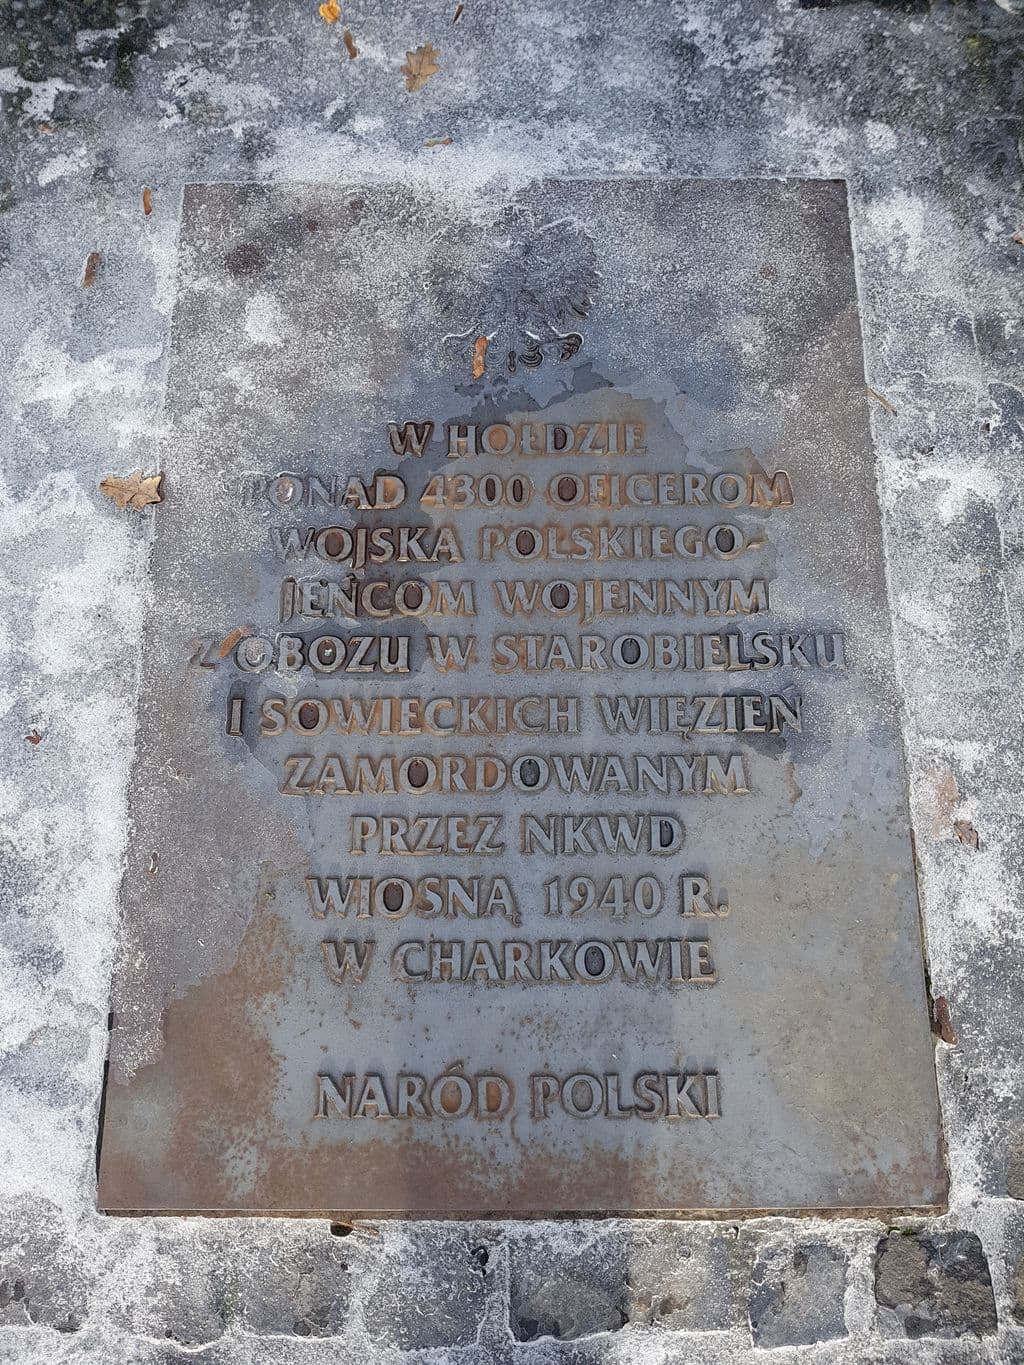 W HOŁDZIE
PONAD 4300 OFICEROM
WOJSKA POLSKIEGO-
JEŃCOM WOJENNYM
Z OBOZU W STAROBIELSKU
I SOWIECKICH WIĘZIEŃ
ZAMORDOWANYM
PRZEZ NKWD
WIOSNĄ 1940 R.
W CHARKOWIE
NARÓD POLSKI